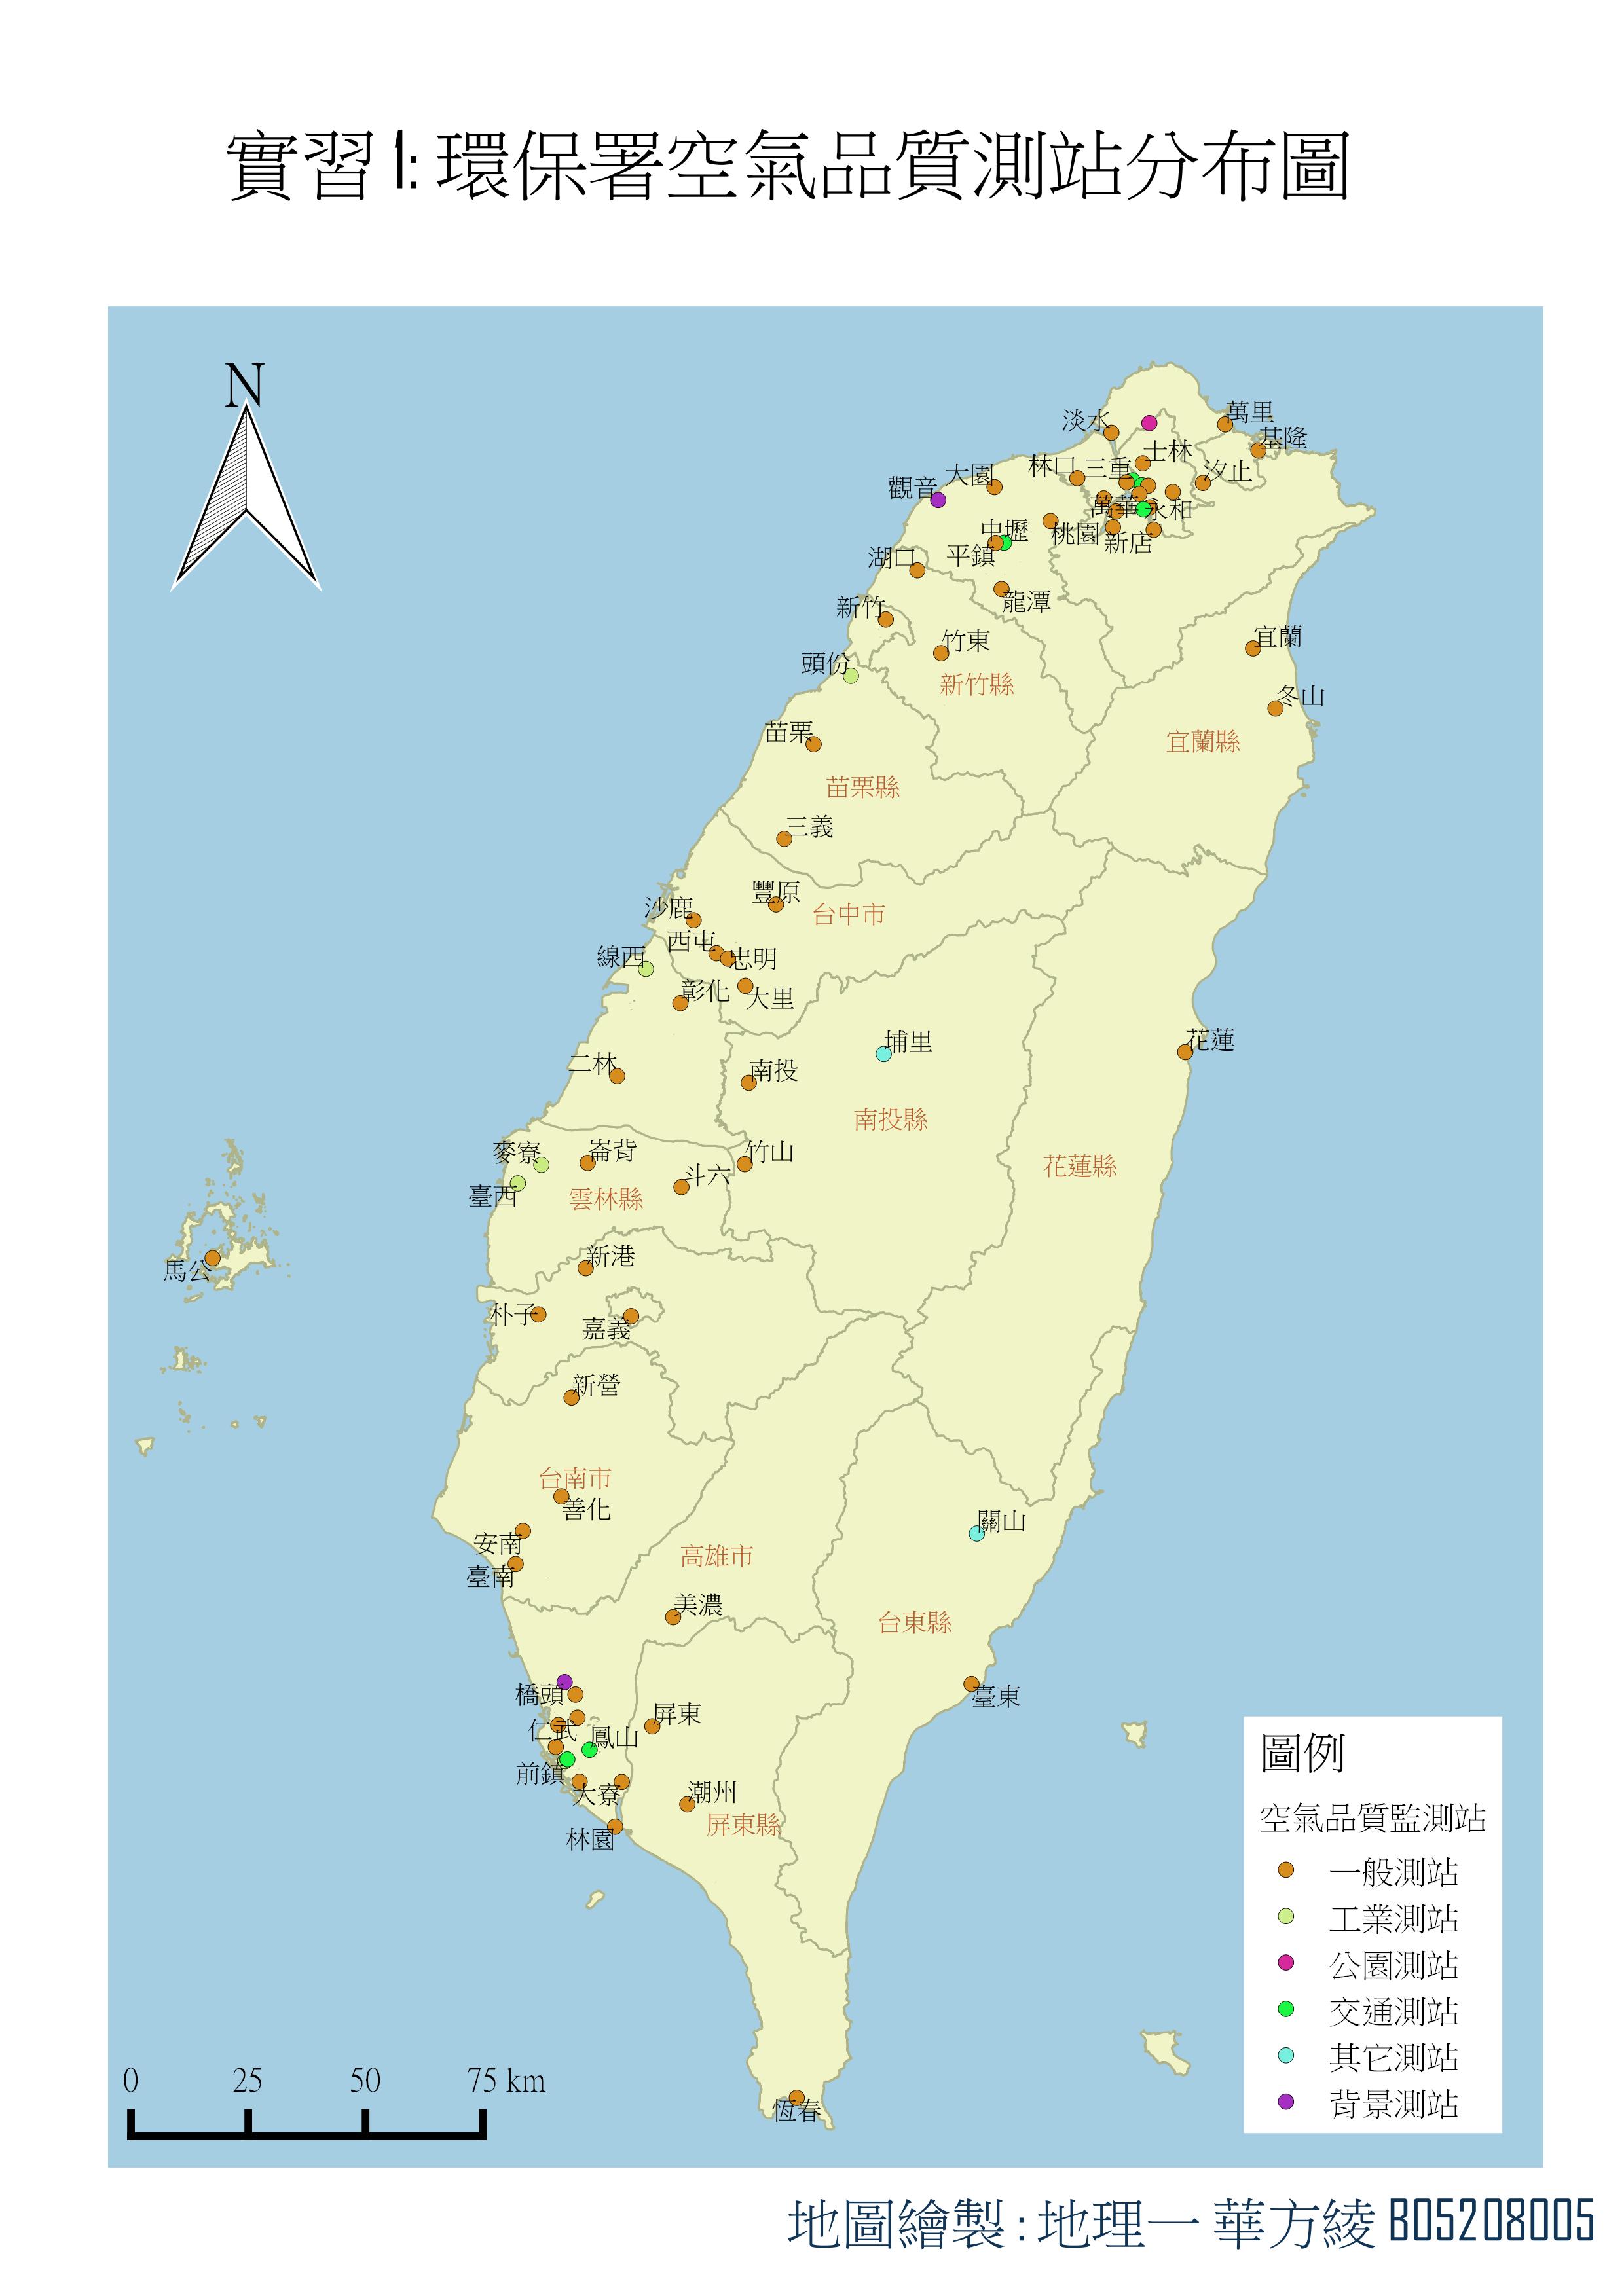 實習1:環保署空氣品質測站分布圖
N
淡水
萬里
基隆
士林
林口
三重
汐止
大園
觀音
萬華
永和
中壢
桃園
新店
平鎮
湖口
龍潭
新竹
竹東
宜蘭
頭份
新竹縣
冬山
苗栗
宜蘭縣
苗栗縣
三義
豐原
沙鹿
台中市
西屯
忠明
線西
彰化
大里
埔里
花蓮
二林
南投
南投縣
麥寮
崙背
竹山
花蓮縣
斗六
臺西
雲林縣
新港
馬公
朴子
嘉義
新營
台南市
善化
關山
安南
高雄市
臺南
美濃
台東縣
橋頭
臺東
屏東
仁武
鳳山
前鎮
大寮
潮州
屏東縣
林園
恆春
圖例
空氣品質監測站
一般測站
工業測站
公園測站
交通測站
其它測站
背景測站
0 25 50 75 km
地圖繪製:地理一 華方綾 B05208005